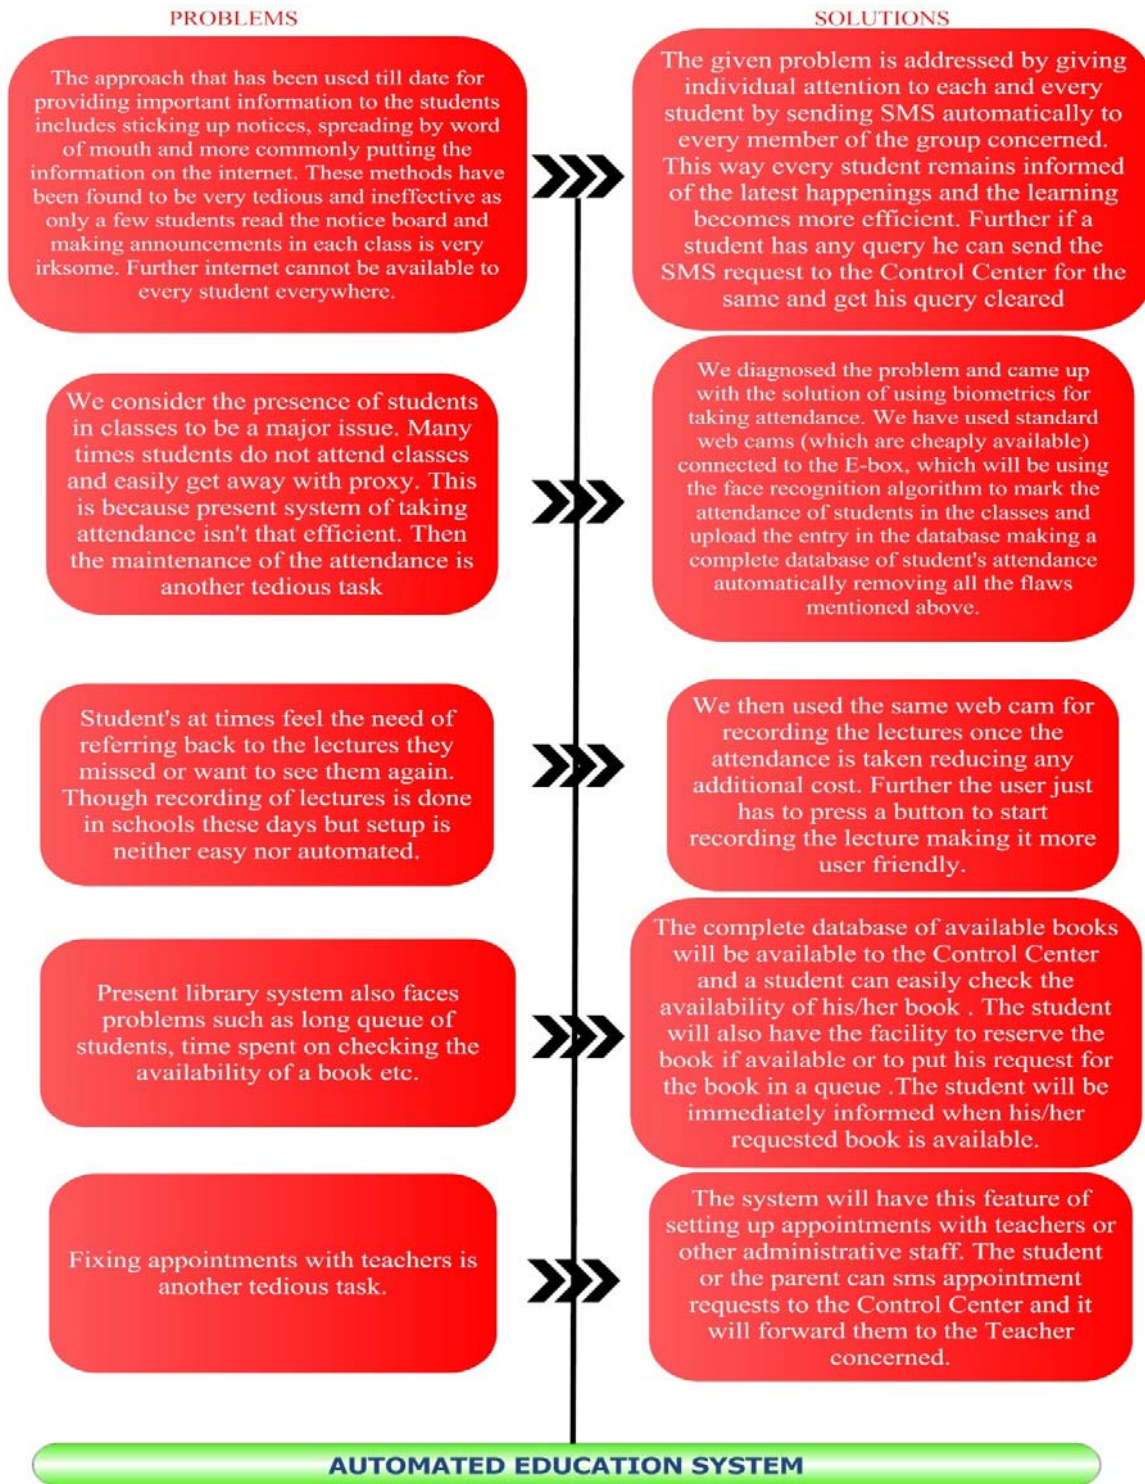 PROBLEMS
SOLUTIONS
The approach that has been used till date for
providing important information to the students
includes sticking up notices, spreading by word
of mouth and more commonly putting the
information on the internet. These methods have
been found to be very tedious and ineffective as
only a few students read the notice board and
making announcements in each class is very
irksome. Further internet cannot be available to
every student everywhere.
The given problem is addressed by giving
individual attention to each and every
student by sending SMS automatically to
every member of the group concerned.
This way every student remains informed
of the latest happenings and the learning
becomes more efficient. Further if a
student has any query he can send the
SMS request to the Control Center for the
same and get his query cleared
We consider the presence of students
in classes to be a major issue. Many
times students do not attend classes
and easily get away with proxy. This
is because present system of taking
attendance isn't that efficient. Then
the maintenance of the attendance is
another tedious task
We diagnosed the problem and came up
with the solution of using biometrics for
taking attendance. We have used standard
web cams (which are cheaply available)
connected to the E-box, which will be using
the face recognition algorithm to mark the
attendance of students in the classes and
upload the entry in the database making a
complete database of student's attendance
automatically removing all the flaws
mentioned above.
Student's at times feel the need of
referring back to the lectures they
missed or want to see them again.
Though recording of lectures is done
in schools these days but setup is
neither easy nor automated.
We then used the same web cam for
recording the lectures once the
attendance is taken reducing any
additional cost. Further the user just
has to press a button to start
recording the lecture making it more
user friendly.
Present library system also faces
problems such as long queue of
students, time spent on checking the
availability of a book etc.
The complete database of available books
will be available to the Control Center
and a student can easily check the
availability of his/her book . The student
will also have the facility to reserve the
book if available or to put his request for
the book in a queue .The student will be
immediately informed when his/her
requested book is available.
Fixing appointments with teachers is
another tedious task.
The system will have this feature of
setting up appointments with teachers or
other administrative staff. The student
or the parent can sms appointment
requests to the Control Center and it
will forward them to the Teacher
concerned.
AUTOMATED EDUCATION SYSTEM